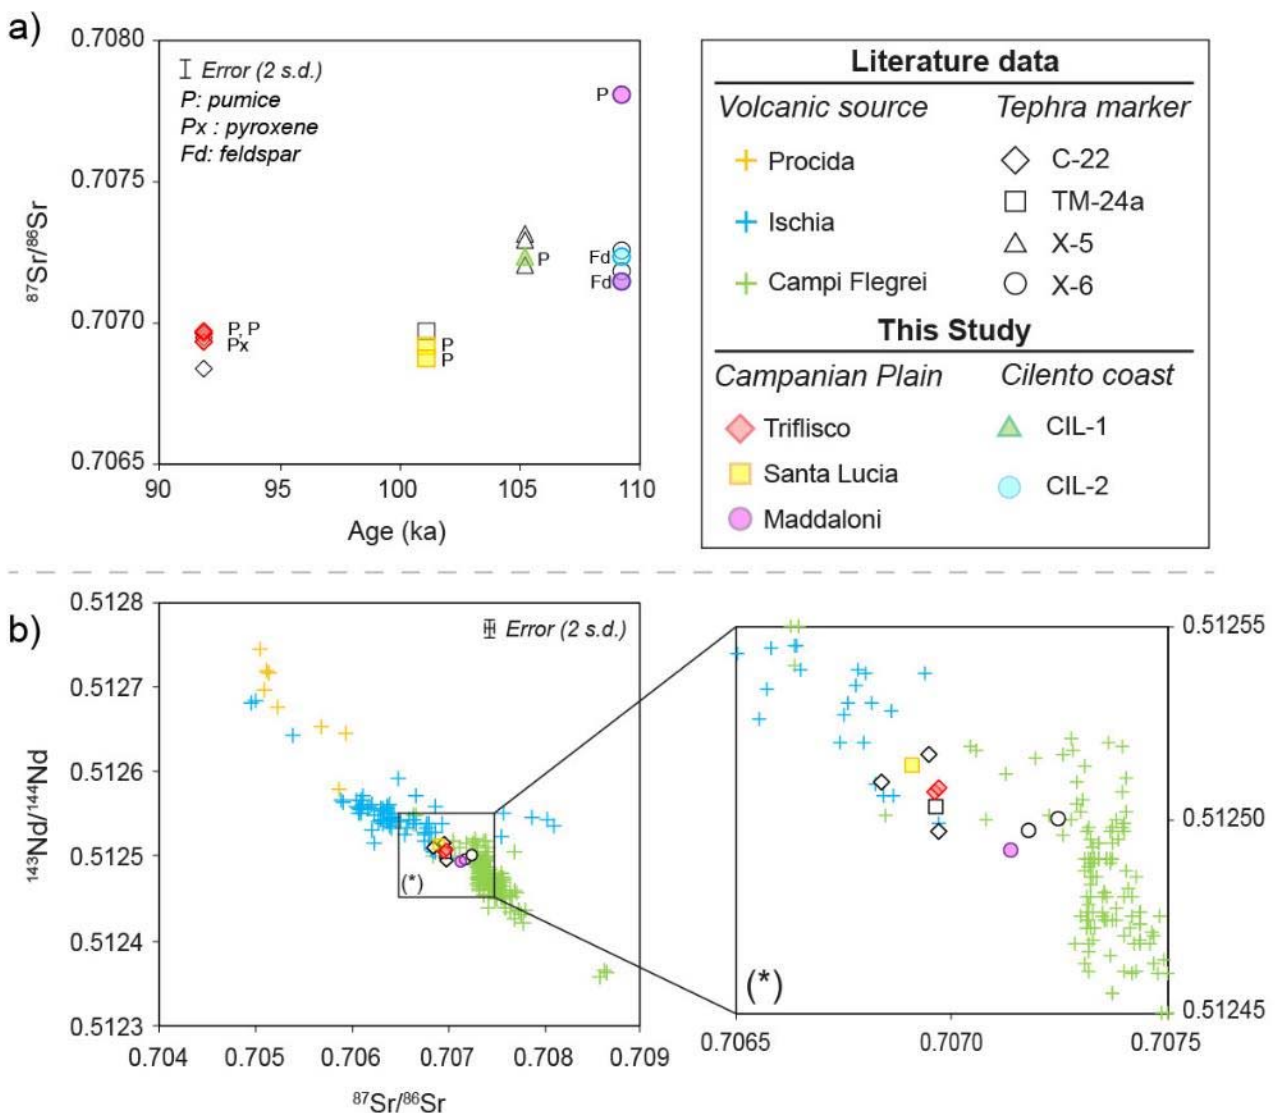 a)
0.7080
0.7075
0.7070
0.7065
⁸⁷Sr/⁸⁶Sr
Error (2 s.d.)
P: pumice
Px : pyroxene
Fd: feldspar
P
P
Fd
Fd
P, P
Px
P
P
90
95
100
105
110
Age (ka)
Literature data
Volcanic source
Tephra marker
Procida
C-22
TM-24a
Ischia
X-5
Campi Flegrei
X-6
This Study
Campanian Plain
Cilento coast
Triflisco
CIL-1
Santa Lucia
CIL-2
Maddaloni
b)
0.5128
0.5127
0.5126
0.5125
0.5124
0.5123
¹⁴³Nd/¹⁴⁴Nd
Error (2 s.d.)
(*)
0.704
0.705
0.706
0.707
0.708
0.709
⁸⁷Sr/⁸⁶Sr
0.51255
0.51250
0.51245
(*)
0.7065
0.7070
0.7075